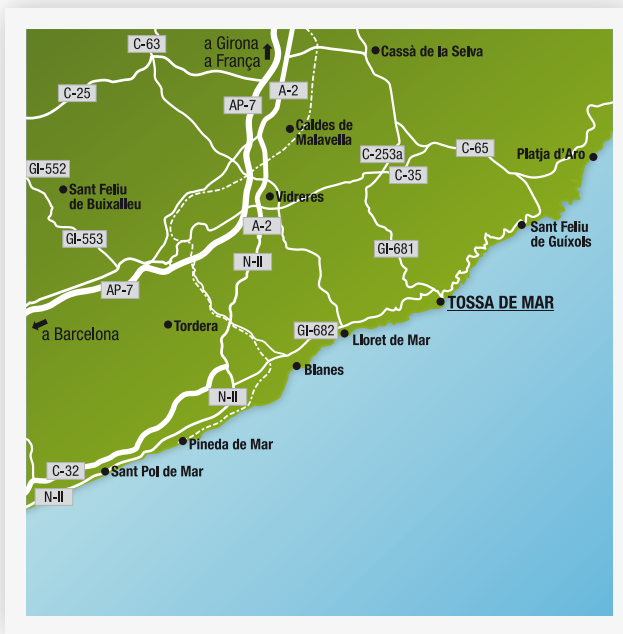 C-63
a Girona
a França
Cassà de la Selva
C-25
A-2
AP-7
Caldes de
Malavella
C-253a
C-65
Platja d'Aro
GI-552
C-35
Sant Feliu
de Buixalleu
Vidreres
A-2
Sant Feliu
de Guíxols
GI-553
GI-681
N-II
AP-7
TOSSA DE MAR
a Barcelona
Tordera
GI-682
Lloret de Mar
Blanes
N-II
Pineda de Mar
C-32
Sant Pol de Mar
N-II